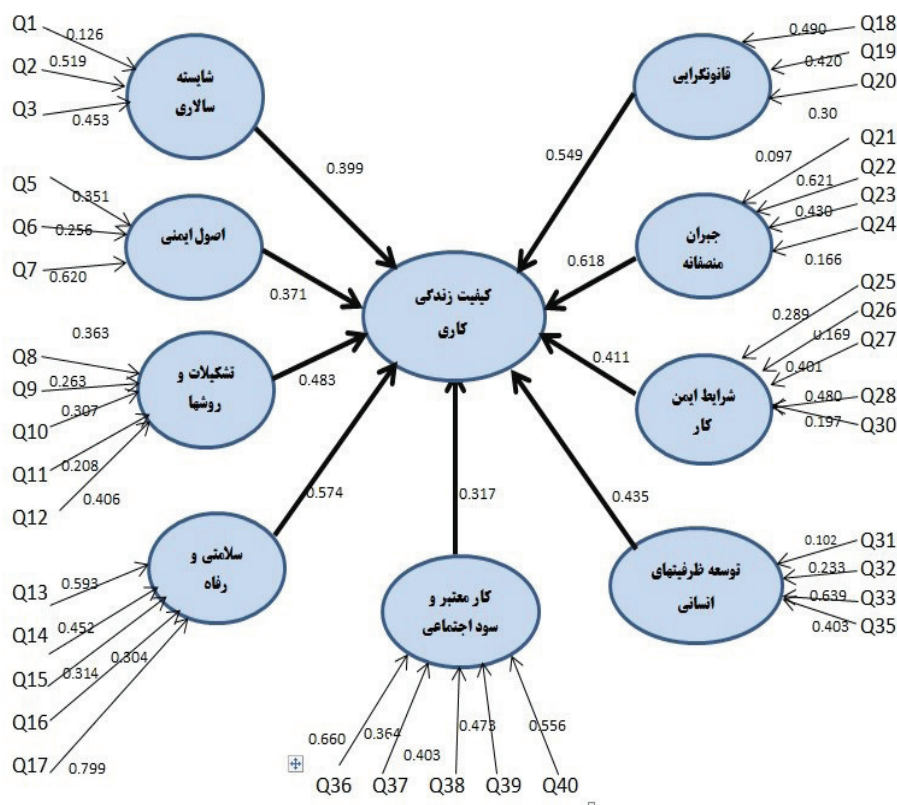 Q1
0.126
Q2
0.519
Q3
0.453
شایسته
سالاری
0.399
Q5
0.351
Q6
0.256
Q7
0.620
اصول ایمنی
0.371
0.363
Q8
Q9
0.263
Q10
0.307
Q11
0.208
Q12
0.406
تشکیلات و
روشها
0.483
Q13
0.593
Q14
0.452
Q15
0.314
0.304
Q16
Q17
0.799
سلامتی و
رفاه
0.574
کیفیت زندگی
کاری
کار معتبر و
سود اجتماعی
0.317
0.660
0.364
0.403
0.473
0.556
Q36
Q37
Q38
Q39
Q40
قانونگرایی
0.549
0.490
Q18
0.420
Q19
Q20
0.30
جبران
منصفانه
0.618
Q21
0.097
Q22
0.621
Q23
0.430
Q24
0.166
شرایط ایمن
کار
0.411
Q25
0.289
Q26
0.169
Q27
0.401
Q28
0.480
Q30
0.197
توسعه ظرفیتهای
انسانی
0.435
Q31
0.102
Q32
0.233
Q33
0.639
Q35
0.403